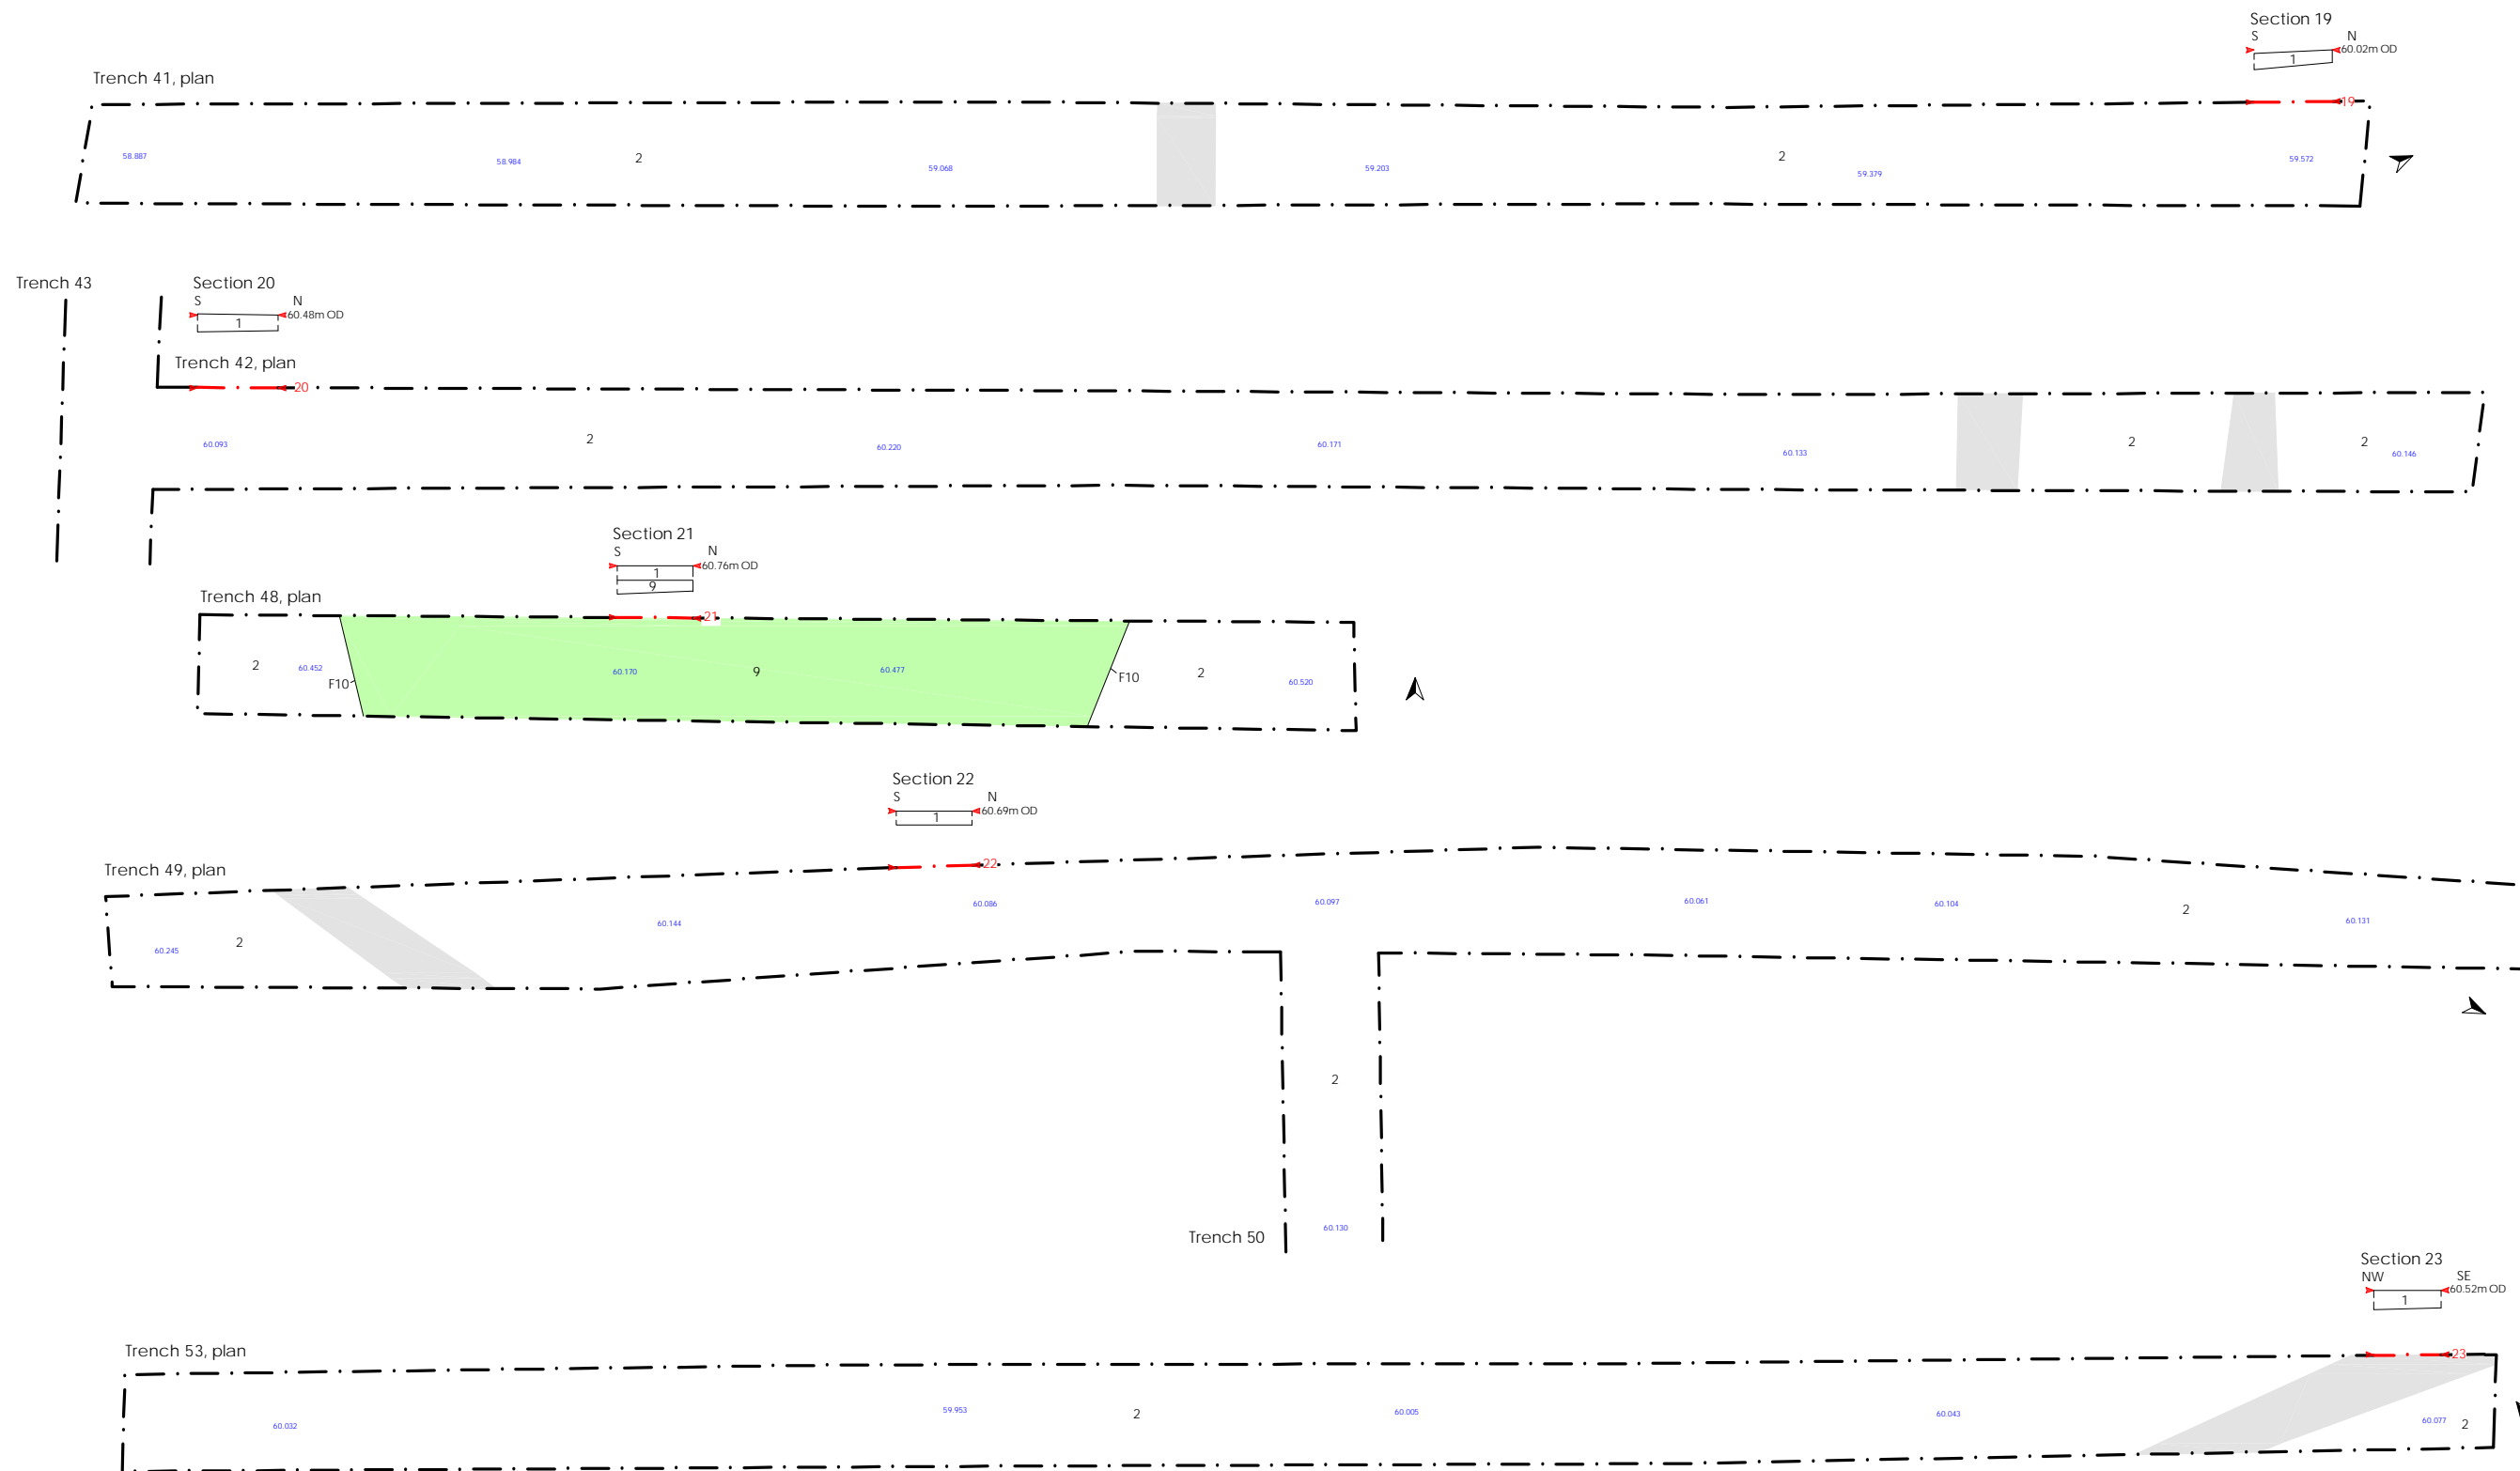 Section 19
S N
60.02m OD
1
Trench 41, plan
19
58.887 58.984 2 59.068 59.203 2 59.379 59.572
Trench 43
Section 20
S N
60.48m OD
1
Trench 42, plan
20
60.093 2 60.220 60.171 60.133 2 2 60.146
Section 21
S N
60.76m OD
1
9
Trench 48, plan
21
2 60.452 F10 60.170 9 60.477 F10 2 60.520
Section 22
S N
60.69m OD
1
Trench 49, plan
22
60.245 2 60.144 60.086 60.097 60.061 60.104 2 60.131
2
Trench 50 60.130
Section 23
NW SE
60.52m OD
1
Trench 53, plan
23
60.032 59.953 2 60.005 60.043 60.077 2